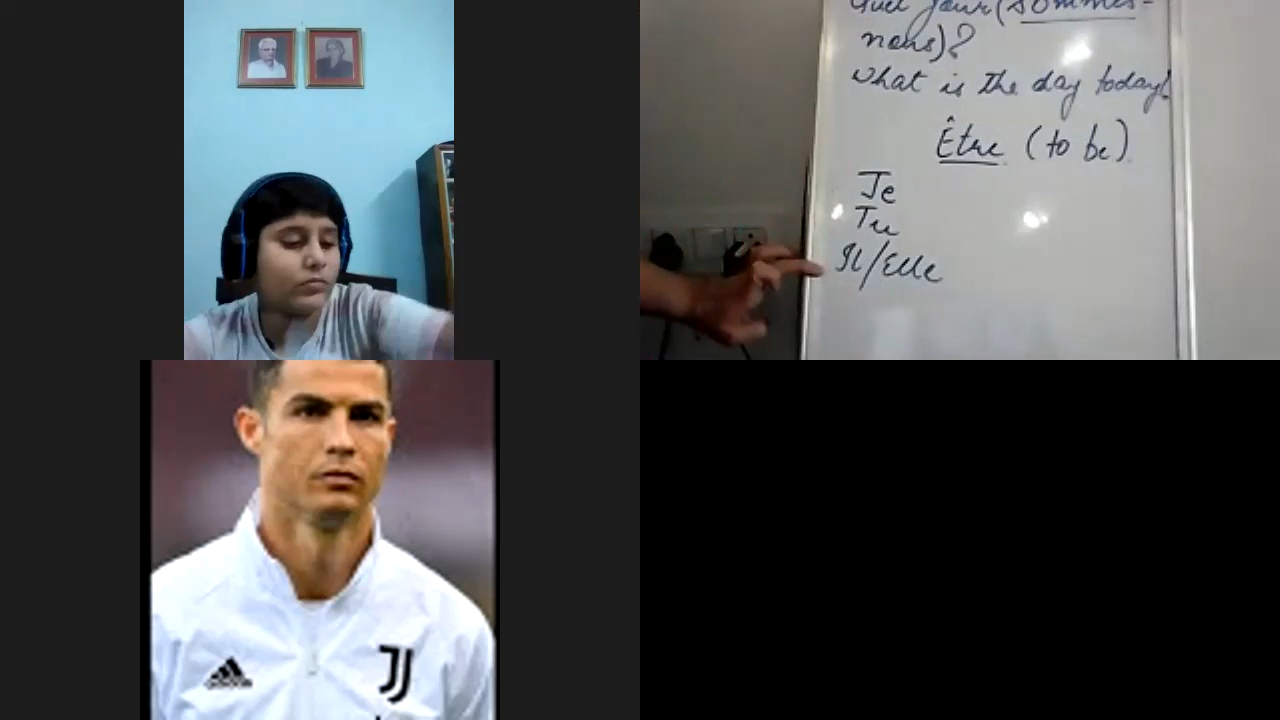 Quel jour (sommes-
nous)?
What is the day today?
Être (to be)
Je
Tu
Il/Elle